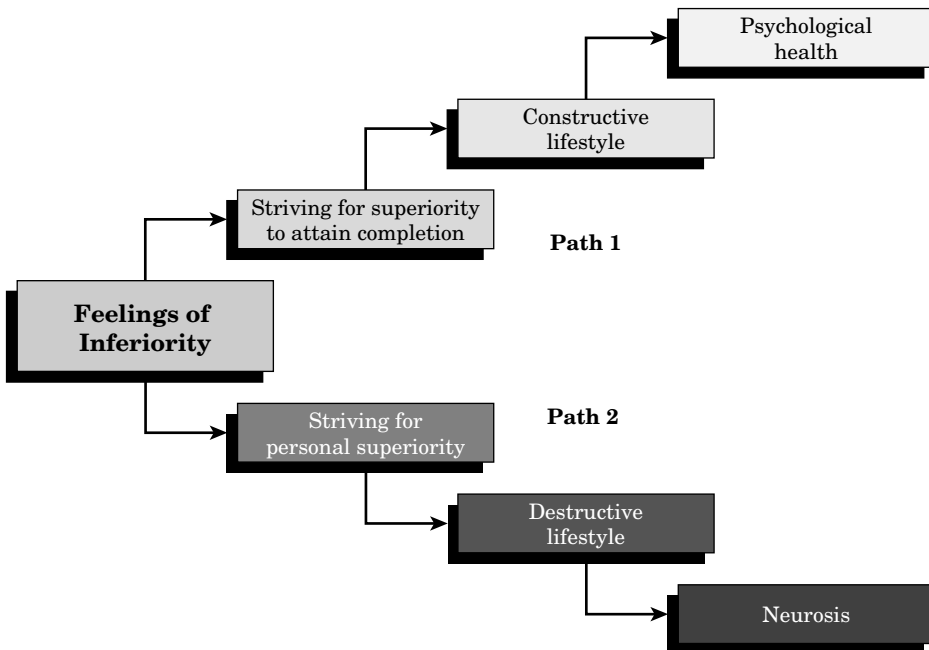 Psychological
health
Constructive
lifestyle
Striving for superiority
to attain completion
Path 1
Feelings of
Inferiority
Path 2
Striving for
personal superiority
Destructive
lifestyle
Neurosis